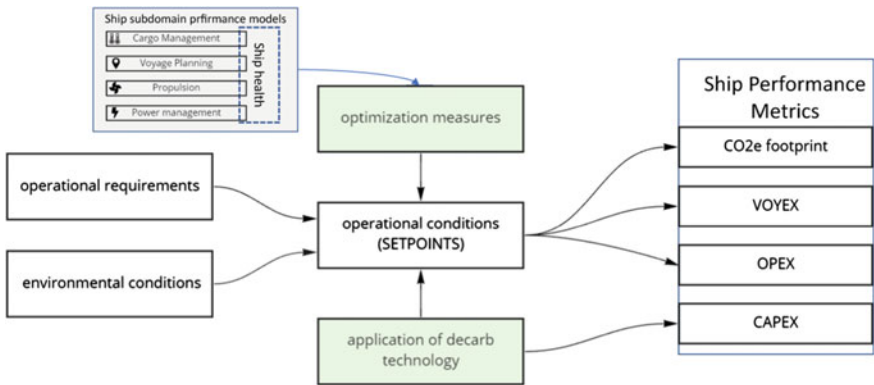 Ship subdomain prfirmance models
Cargo Management
Voyage Planning
Propulsion
Power management
Ship health
optimization measures
operational requirements
environmental conditions
operational conditions
(SETPOINTS)
application of decarb
technology
Ship Performance
Metrics
CO2e footprint
VOYEX
OPEX
CAPEX